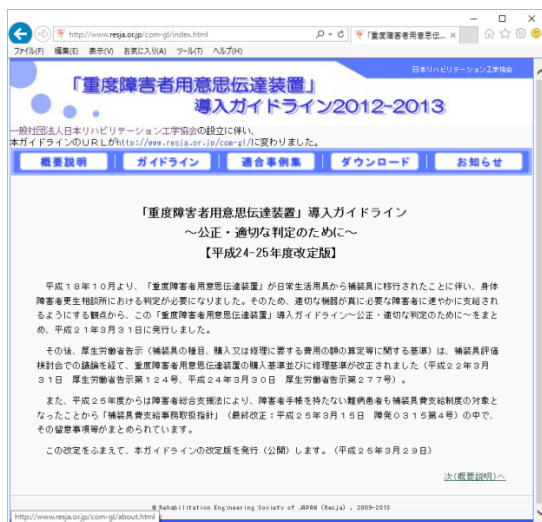 http://www.resja.or.jp/com-gl/index.html
「重度障害者用意思伝...
ファイル(F) 編集(E) 表示(V) お気に入り(A) ツール(T) ヘルプ(H)
日本リハビリテーション工学協会
「重度障害者用意思伝達装置」
導入ガイドライン2012-2013
一般社団法人日本リハビリテーション工学協会の設立に伴い、
本ガイドラインのURLがhttp://www.resja.or.jp/com-gl/に変わりました。
概要説明 ガイドライン 適合事例集 ダウンロード お知らせ
「重度障害者用意思伝達装置」導入ガイドライン
～公正・適切な判定のために～
【平成24-25年度改定版】
平成18年10月より、「重度障害者用意思伝達装置」が日常生活用具から補装具に移行されたことに伴い、身体
障害者更生相談所における判定が必要になりました。そのため、適切な機器が真に必要な障害者に速やかに支給され
るようにする観点から、この「重度障害者用意思伝達装置」導入ガイドライン～公正・適切な判定のために～をまと
め、平成21年3月31日に発行しました。
その後、厚生労働省告示（補装具の種目、購入又は修理に要する費用の額の算定等に関する基準）は、補装具評価
検討会での議論を経て、重度障害者用意思伝達装置の購入基準並びに修理基準が改正されました（平成22年3月
31日 厚生労働省告示第124号、平成24年3月30日 厚生労働省告示第277号）。
また、平成25年度からは障害者総合支援法により、障害者手帳を持たない難病患者も補装具費支給制度の対象と
なったことから「補装具費支給事務取扱指針」（最終改正：平成25年3月15日 障発0315第4号）の中で、
その留意事項等がまとめられています。
この改定をふまえて、本ガイドラインの改定版を発行（公開）します。（平成25年3月29日）
次(概要説明)へ
© Rehabilitation Engineering Society of JAPAN (Resja) , 2009-2013
http://www.resja.or.jp/com-gl/about.html